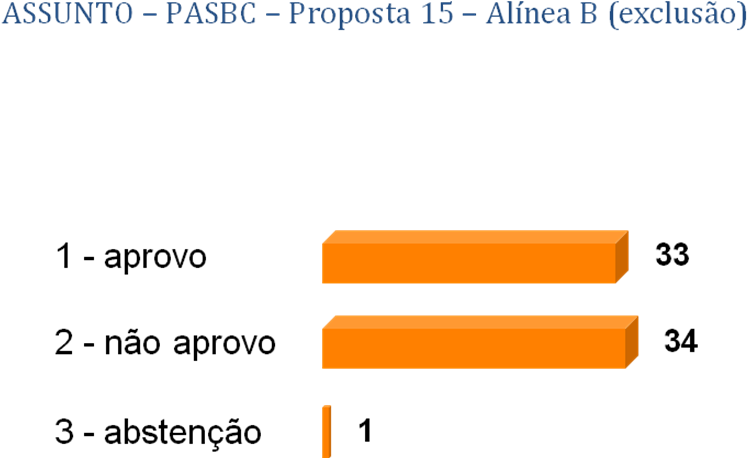 ASSUNTO – PASBC – Proposta 15 – Alínea B (exclusão)
1 - aprovo 33
2 - não aprovo 34
3 - abstenção 1